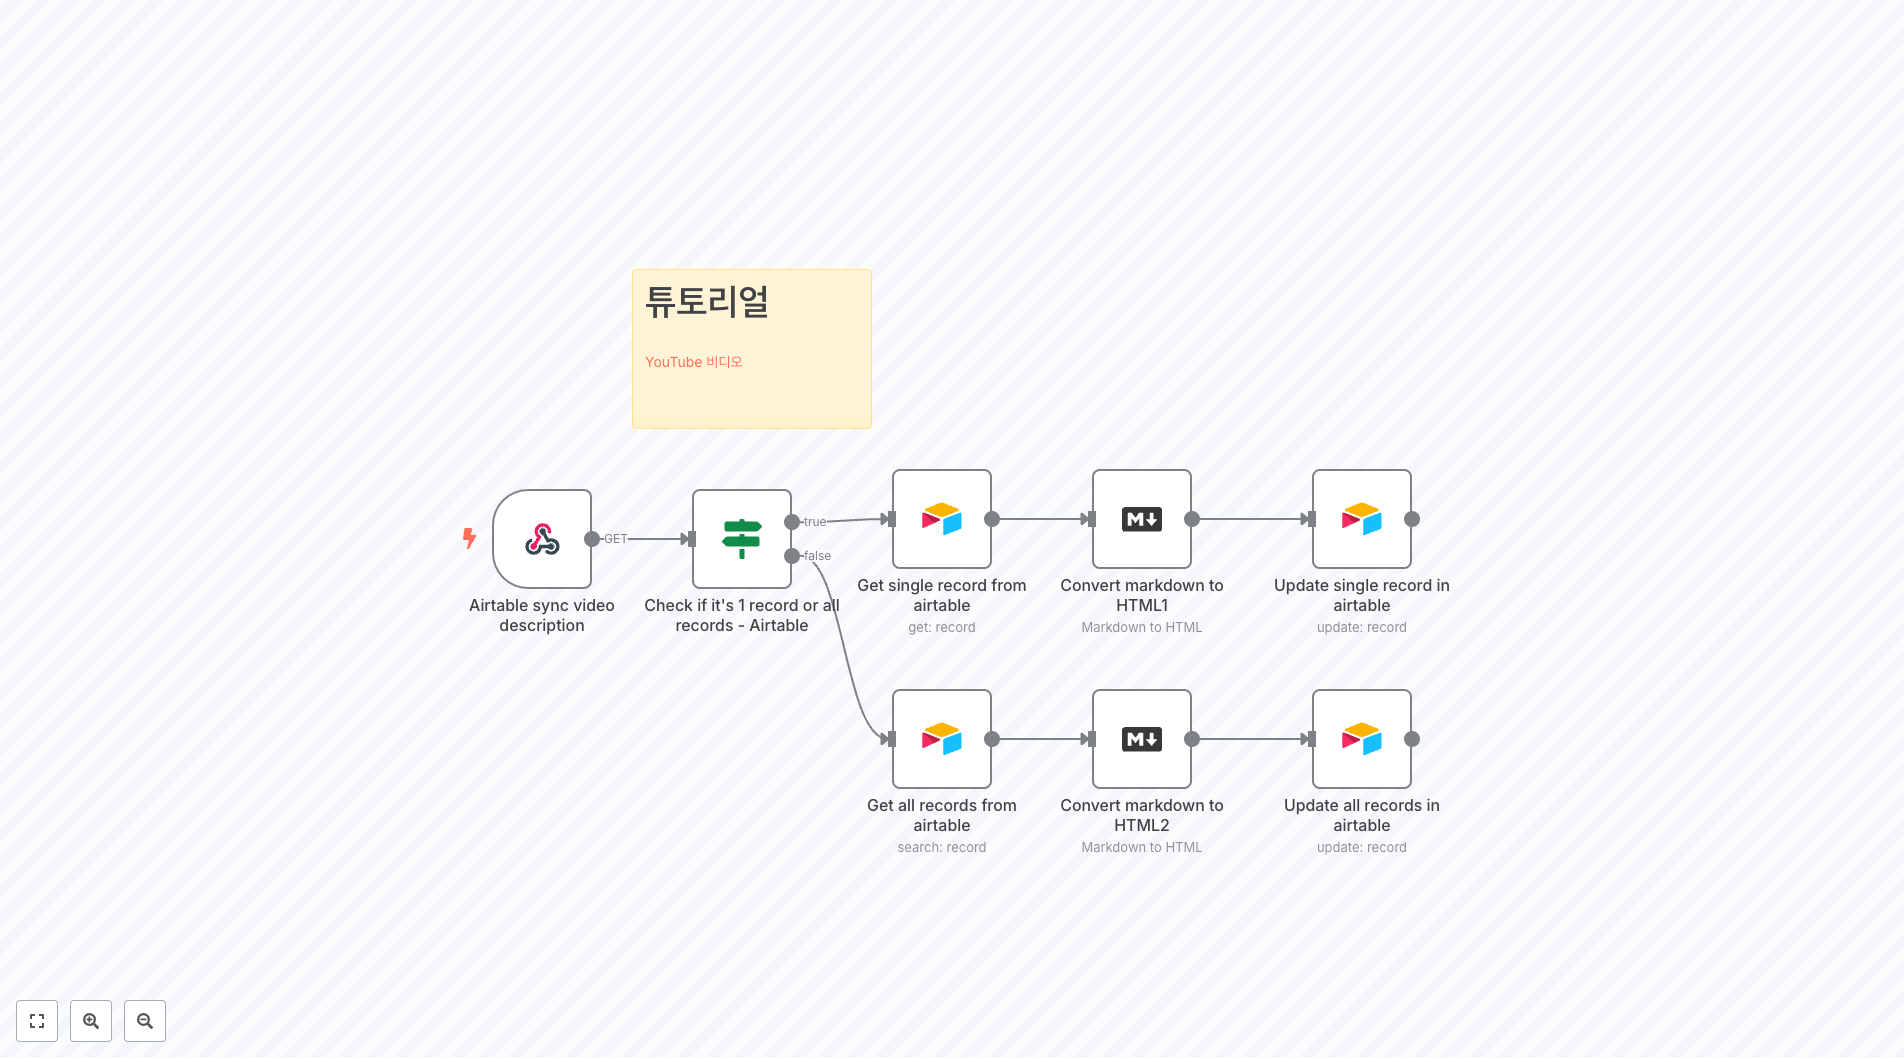 튜토리얼
YouTube 비디오
GET
true
false
Airtable sync video
description
Check if it's 1 record or all
records - Airtable
Get single record from
airtable
get: record
Convert markdown to
HTML1
Markdown to HTML
Update single record in
airtable
update: record
Get all records from
airtable
search: record
Convert markdown to
HTML2
Markdown to HTML
Update all records in
airtable
update: record